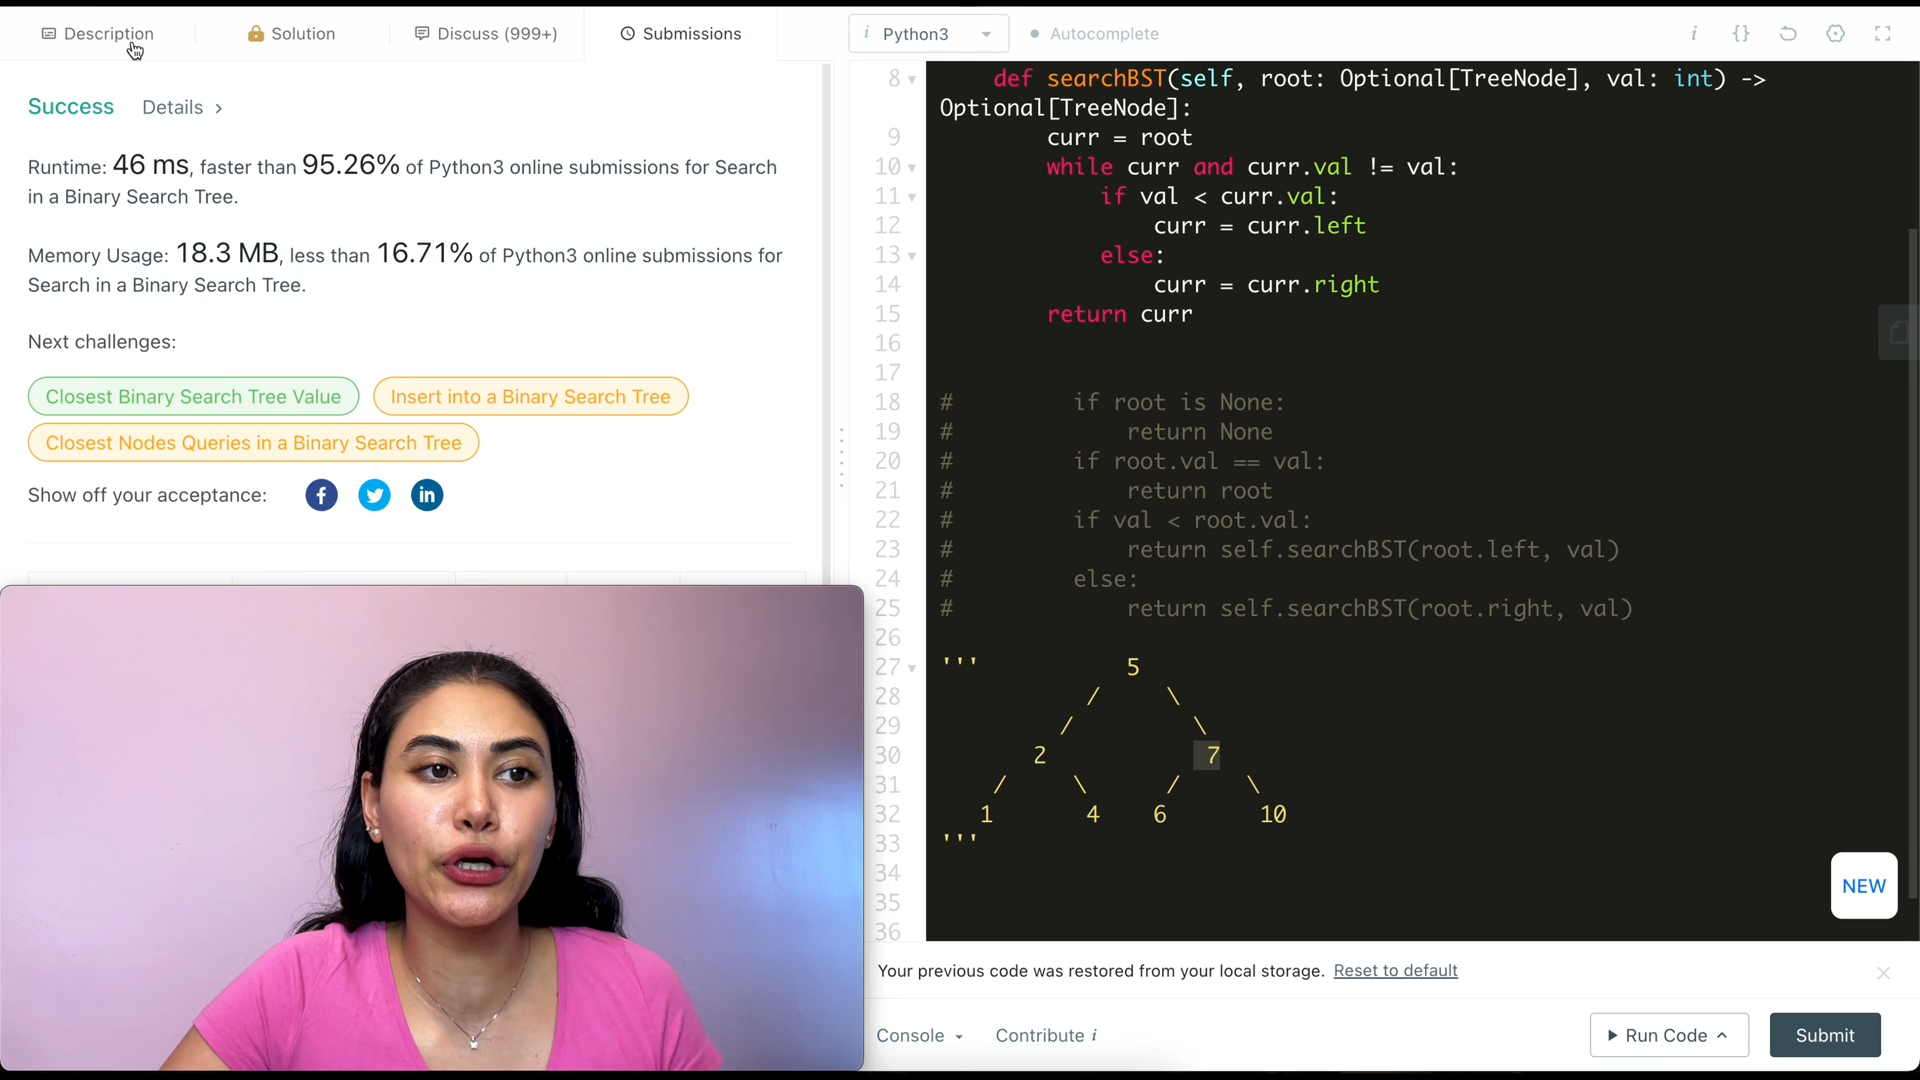 Description
Solution
Discuss (999+)
Submissions
i Python3
Autocomplete
i {}
Success Details >
Runtime: 46 ms, faster than 95.26% of Python3 online submissions for Search
in a Binary Search Tree.
Memory Usage: 18.3 MB, less than 16.71% of Python3 online submissions for
Search in a Binary Search Tree.
Next challenges:
Closest Binary Search Tree Value
Insert into a Binary Search Tree
Closest Nodes Queries in a Binary Search Tree
Show off your acceptance:
f
in
8 def searchBST(self, root: Optional[TreeNode], val: int) ->
Optional[TreeNode]:
9 curr = root
10 while curr and curr.val != val:
11 if val < curr.val:
12 curr = curr.left
13 else:
14 curr = curr.right
15 return curr
16
17
18 # if root is None:
19 # return None
20 # if root.val == val:
21 # return root
22 # if val < root.val:
23 # return self.searchBST(root.left, val)
24 # else:
25 # return self.searchBST(root.right, val)
26
27 ''' 5
28 / \
29 / \
30 2 7
31 / \ / \
32 1 4 6 10
33 '''
34
35
36
NEW
Your previous code was restored from your local storage. Reset to default
Console
Contribute i
Run Code
Submit